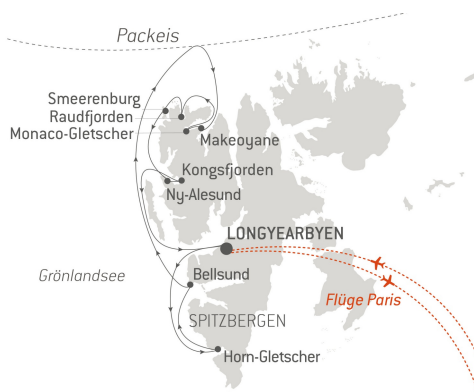 Packeis
Smeerenburg
Raudfjorden
Monaco-Gletscher
Makeoyane
Kongsfjorden
Ny-Alesund
LONGYEARBYEN
Grönlandsee
Bellsund
Flüge Paris
SPITZBERGEN
Horn-Gletscher